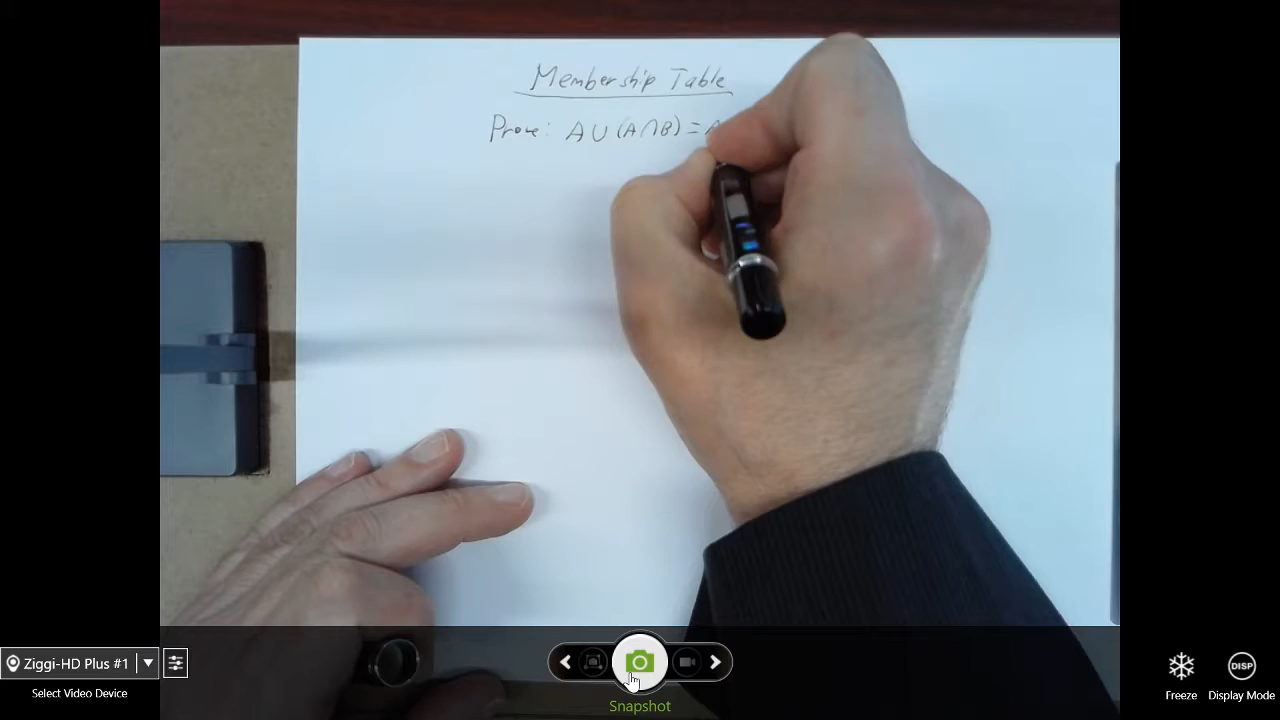 Membership Table
Prove: A∪(A∩B)=A
Ziggi-HD Plus #1
Select Video Device
Snapshot
Freeze
DISP
Display Mode